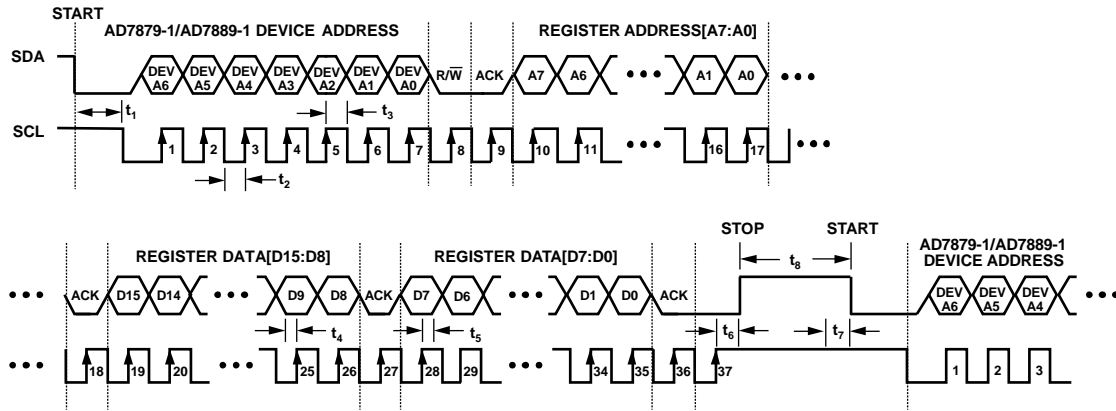 START
AD7879-1/AD7889-1 DEVICE ADDRESS
REGISTER ADDRESS[A7:A0]
SDA
DEV A6
DEV A5
DEV A4
DEV A3
DEV A2
DEV A1
DEV A0
R/W
ACK
A7
A6
A1
A0
t1
t3
SCL
1
2
3
4
5
6
7
8
9
10
11
16
17
t2
STOP
START
REGISTER DATA[D15:D8]
REGISTER DATA[D7:D0]
AD7879-1/AD7889-1
DEVICE ADDRESS
t8
ACK
D15
D14
D9
D8
ACK
D7
D6
D1
D0
ACK
DEV A6
DEV A5
DEV A4
t4
t5
t6
t7
18
19
20
25
26
27
28
29
34
35
36
37
1
2
3